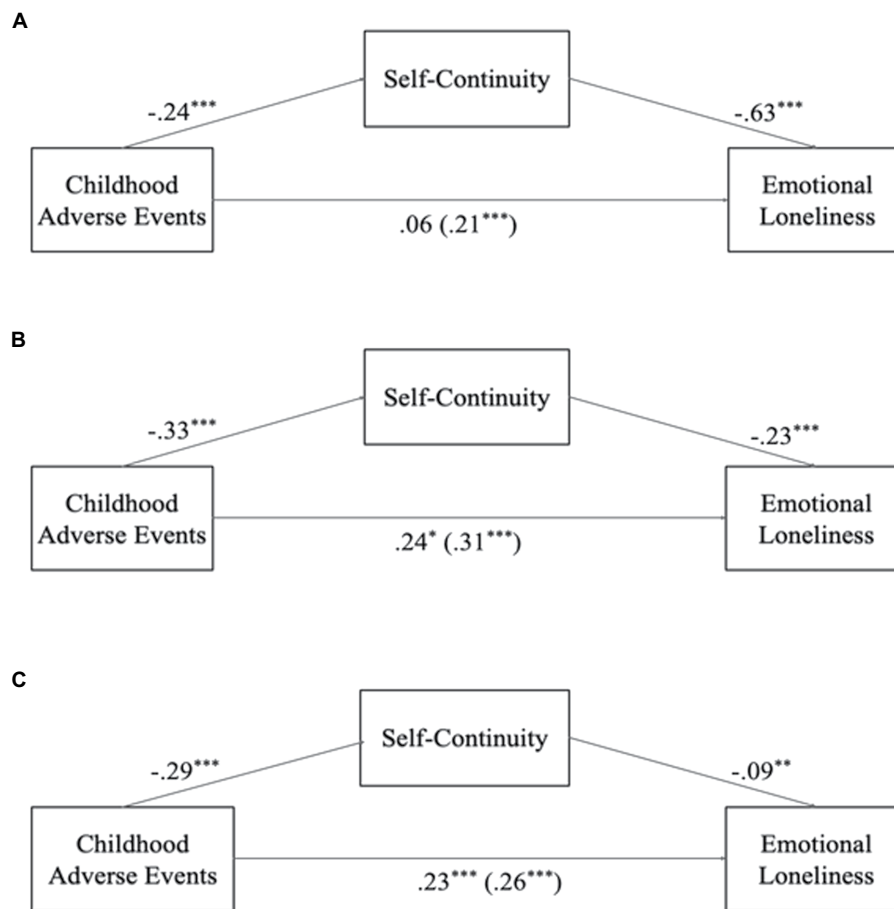 A
Self-Continuity
-.24***
-.63***
Childhood
Adverse Events
Emotional
Loneliness
.06 (.21***)
B
Self-Continuity
-.33***
-.23***
Childhood
Adverse Events
Emotional
Loneliness
.24* (.31***)
C
Self-Continuity
-.29***
-.09**
Childhood
Adverse Events
Emotional
Loneliness
.23*** (.26***)